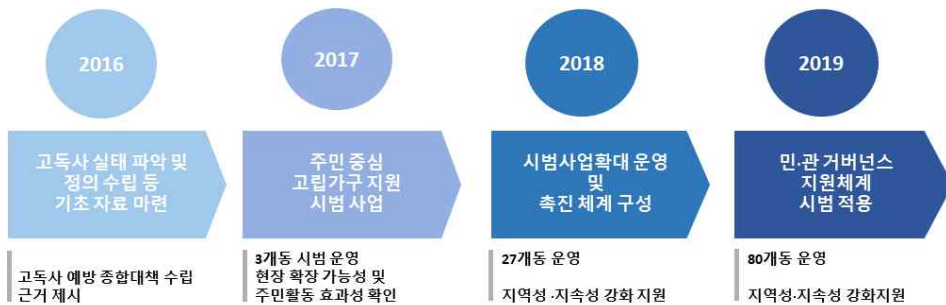 2016
2017
2018
2019
고독사 실태 파악 및
정의 수립 등
기초 자료 마련
주민 중심
고립가구 지원
시범 사업
시범사업확대 운영
및
촉진 체계 구성
민·관 거버넌스
지원체계
시범 적용
고독사 예방 종합대책 수립
근거 제시
3개동 시범 운영
현장 확장 가능성 및
주민활동 효과성 확인
27개동 운영
지역성 ·지속성 강화 지원
80개동 운영
지역성·지속성 강화지원